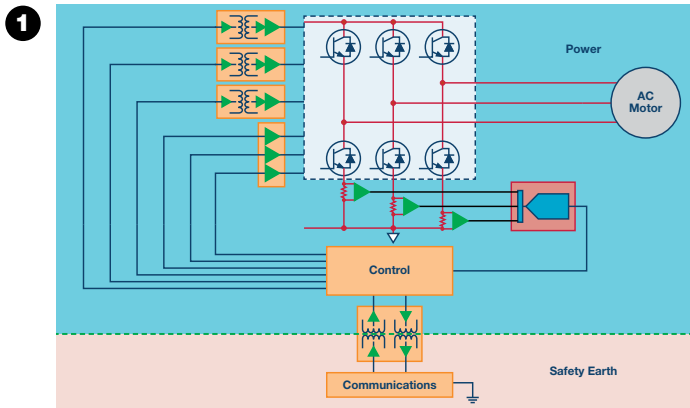 1
Power
AC
Motor
Control
Safety Earth
Communications